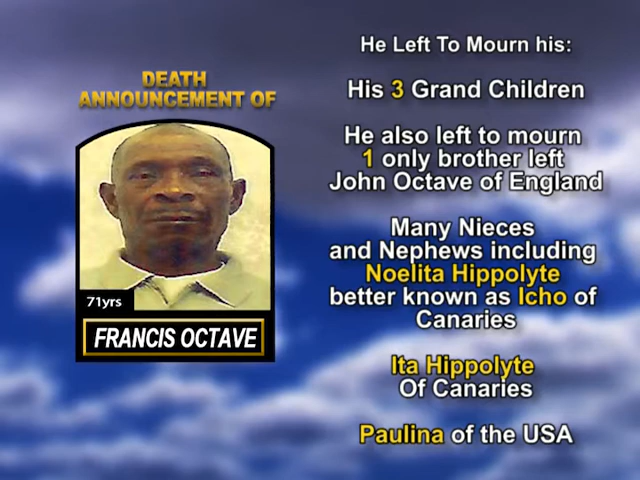 DEATH
ANNOUNCEMENT OF
71yrs
FRANCIS OCTAVE
He Left To Mourn his:
His 3 Grand Children
He also left to mourn
1 only brother left
John Octave of England
Many Nieces
and Nephews including
Noelita Hippolyte
better known as Icho of
Canaries
Ita Hippolyte
Of Canaries
Paulina of the USA